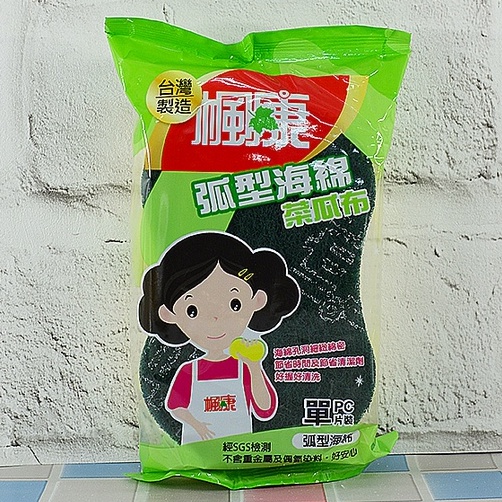 台灣
製造
楓康
弧型海綿
菜瓜布
海綿孔洞細緻綿密
節省時間及節省清潔劑
好握好清洗
楓康
單PC片裝
弧型海布
經SGS檢測
不含重金屬及偶氮染料，好安心